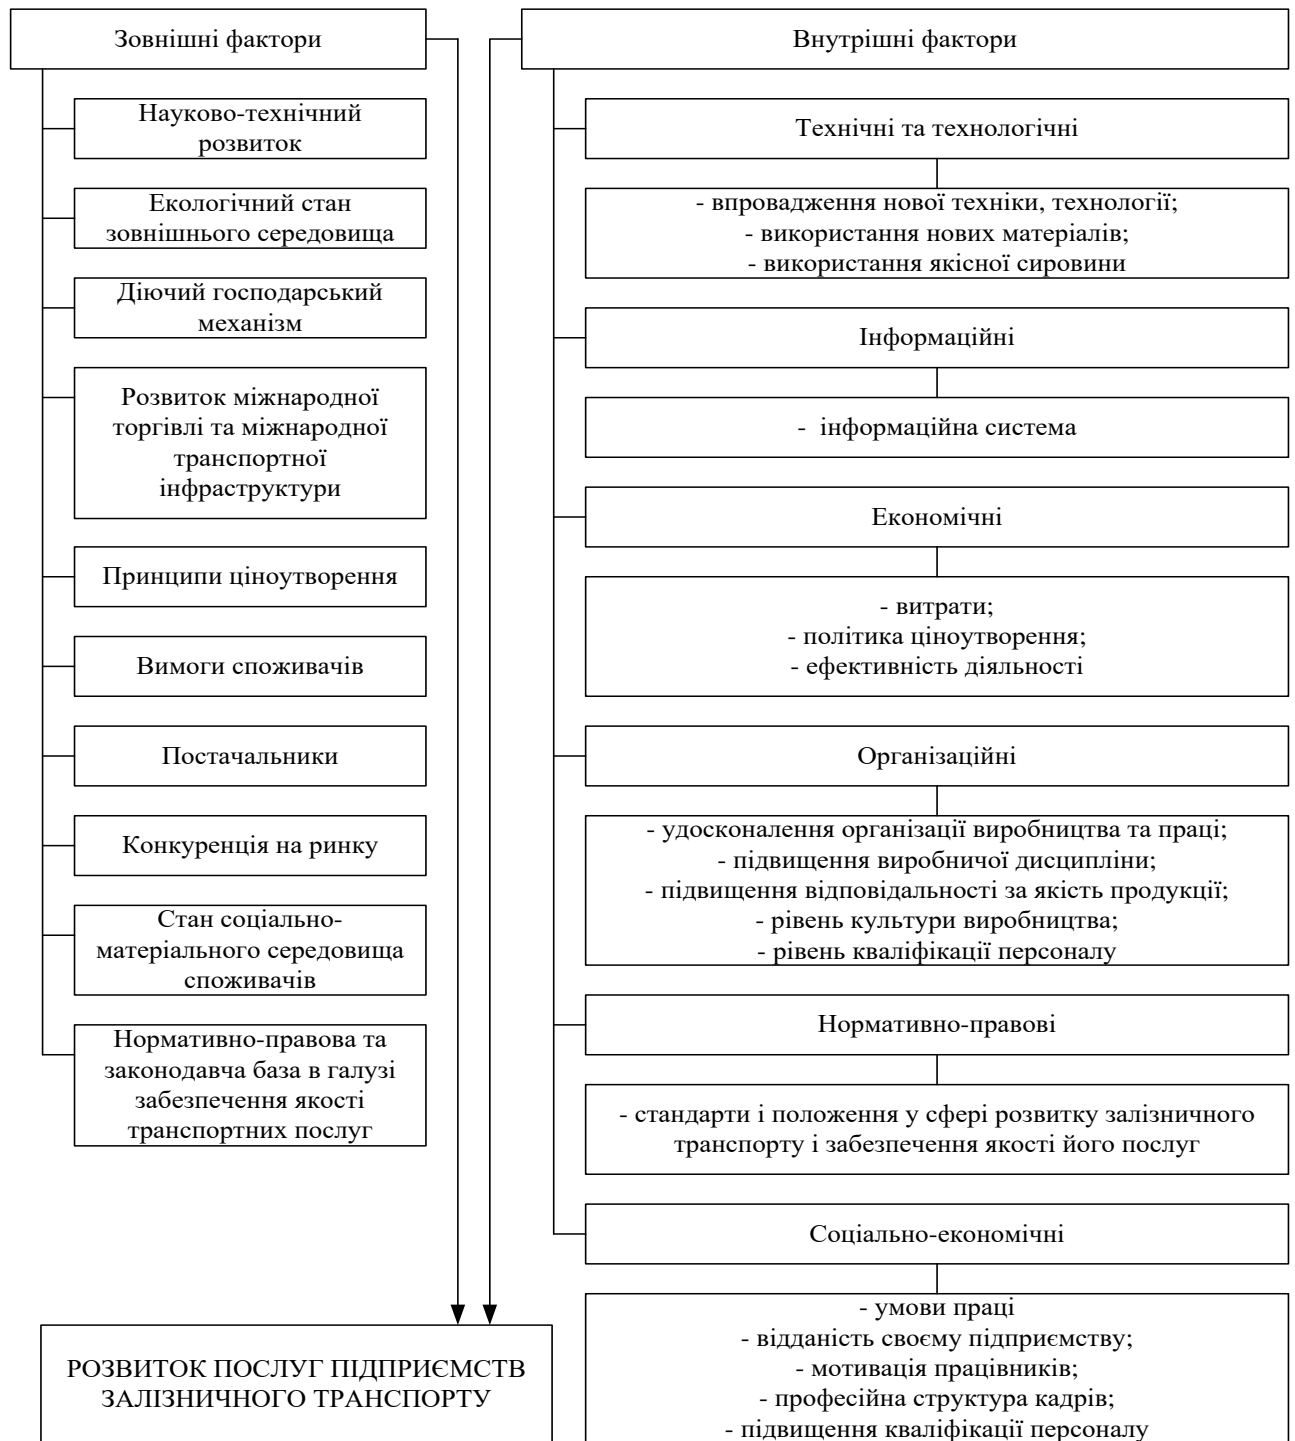 Зовнішні фактори
Науково-технічний
розвиток
Екологічний стан
зовнішнього середовища
Діючий господарський
механізм
Розвиток міжнародної
торгівлі та міжнародної
транспортної
інфраструктури
Принципи ціноутворення
Вимоги споживачів
Постачальники
Конкуренція на ринку
Стан соціально-
матеріального середовища
споживачів
Нормативно-правова та
законодавча база в галузі
забезпечення якості
транспортних послуг
Внутрішні фактори
Технічні та технологічні
- впровадження нової техніки, технології;
- використання нових матеріалів;
- використання якісної сировини
Інформаційні
- інформаційна система
Економічні
- витрати;
- політика ціноутворення;
- ефективність діяльності
Організаційні
- удосконалення організації виробництва та праці;
- підвищення виробничої дисципліни;
- підвищення відповідальності за якість продукції;
- рівень культури виробництва;
- рівень кваліфікації персоналу
Нормативно-правові
- стандарти і положення у сфері розвитку залізничного
транспорту і забезпечення якості його послуг
Соціально-економічні
- умови праці
- відданість своєму підприємству;
- мотивація працівників;
- професійна структура кадрів;
- підвищення кваліфікації персоналу
РОЗВИТОК ПОСЛУГ ПІДПРИЄМСТВ
ЗАЛІЗНИЧНОГО ТРАНСПОРТУ